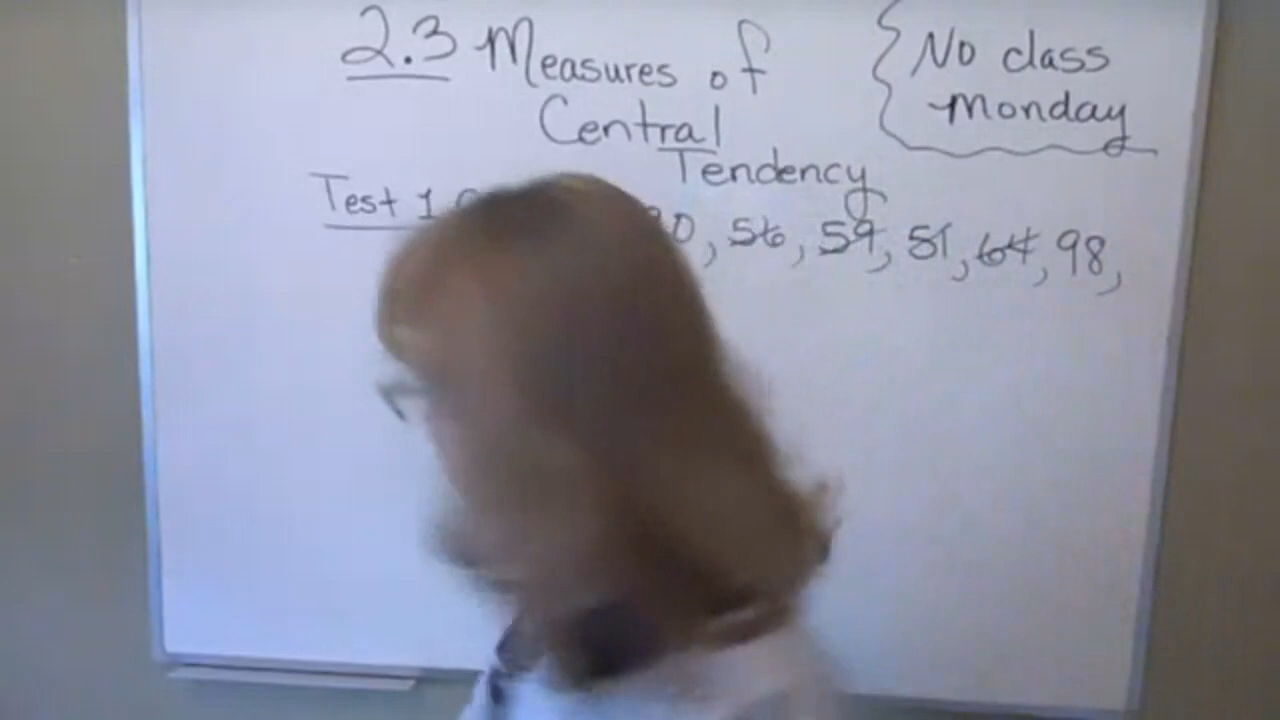 2.3 Measures of
Central
Tendency
No class
Monday
Test 1
, 56, 59, 51, 64, 98,